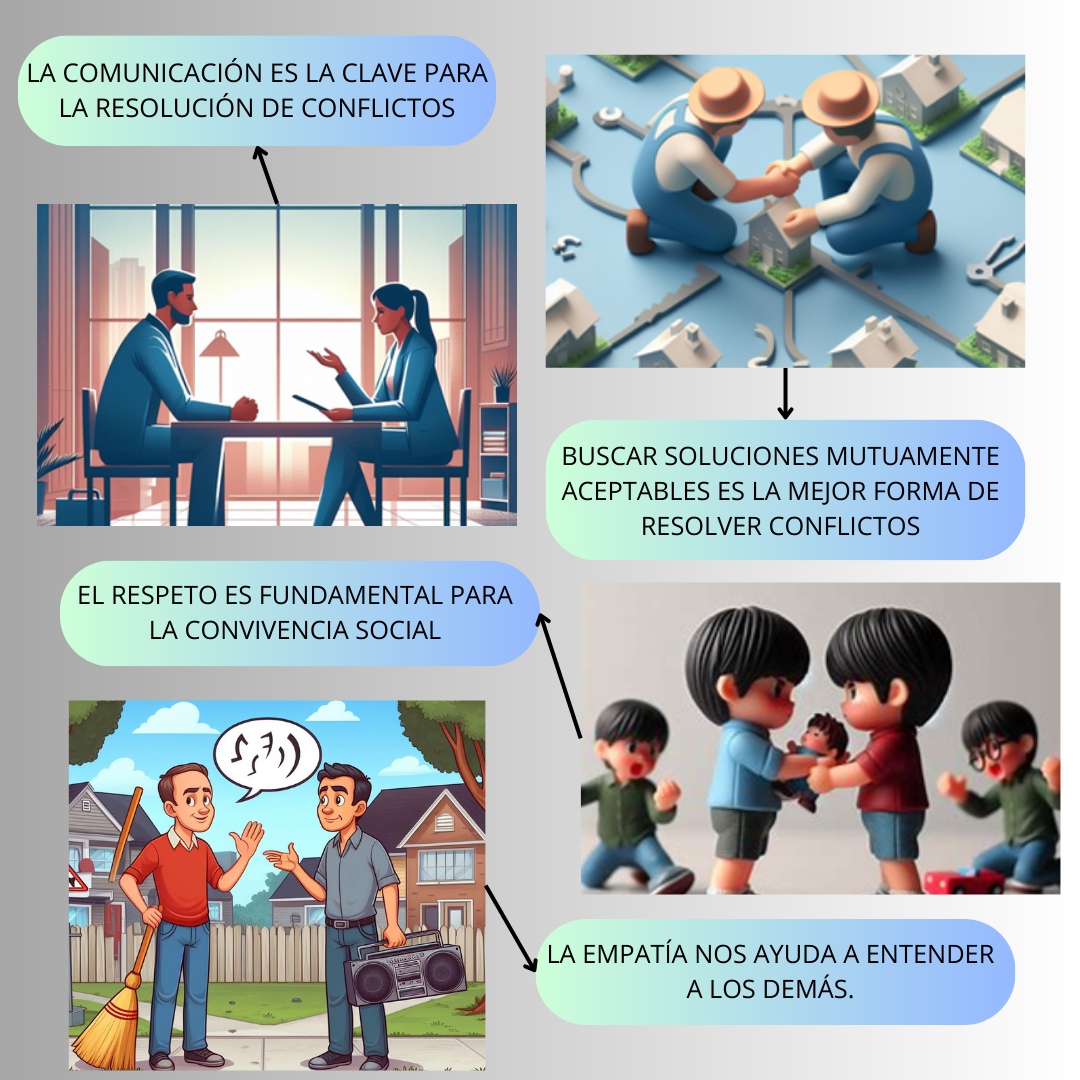 LA COMUNICACIÓN ES LA CLAVE PARA
LA RESOLUCIÓN DE CONFLICTOS
BUSCAR SOLUCIONES MUTUAMENTE
ACEPTABLES ES LA MEJOR FORMA DE
RESOLVER CONFLICTOS
EL RESPETO ES FUNDAMENTAL PARA
LA CONVIVENCIA SOCIAL
LA EMPATÍA NOS AYUDA A ENTENDER
A LOS DEMÁS.